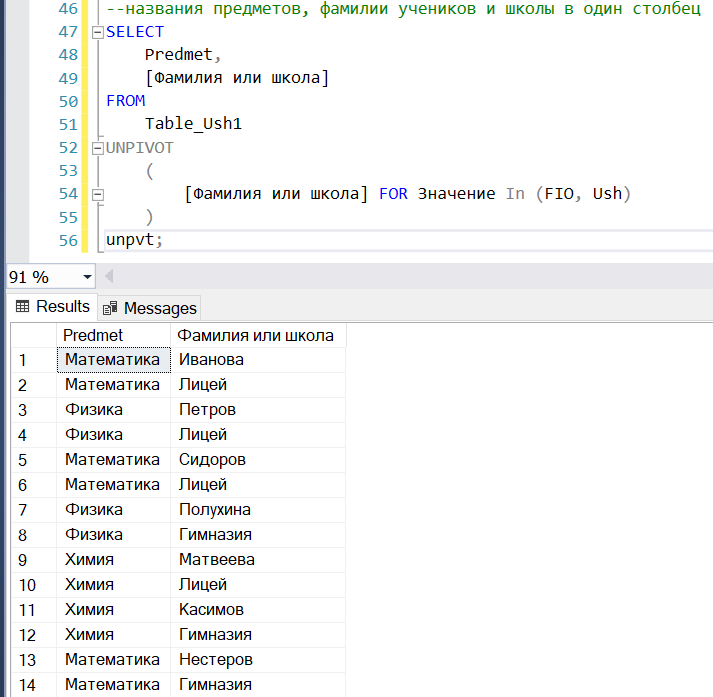 46 --названия предметов, фамилии учеников и школы в один столбец
47 SELECT
48 Predmet,
49 [Фамилия или школа]
50 FROM
51 Table_Ush1
52 UNPIVOT
53 (
54 [Фамилия или школа] FOR Значение In (FIO, Ush)
55 )
56 unpvt;
91 %
Results Messages
Predmet Фамилия или школа
1 Математика Иванова
2 Математика Лицей
3 Физика Петров
4 Физика Лицей
5 Математика Сидоров
6 Математика Лицей
7 Физика Полухина
8 Физика Гимназия
9 Химия Матвеева
10 Химия Лицей
11 Химия Касимов
12 Химия Гимназия
13 Математика Нестеров
14 Математика Гимназия